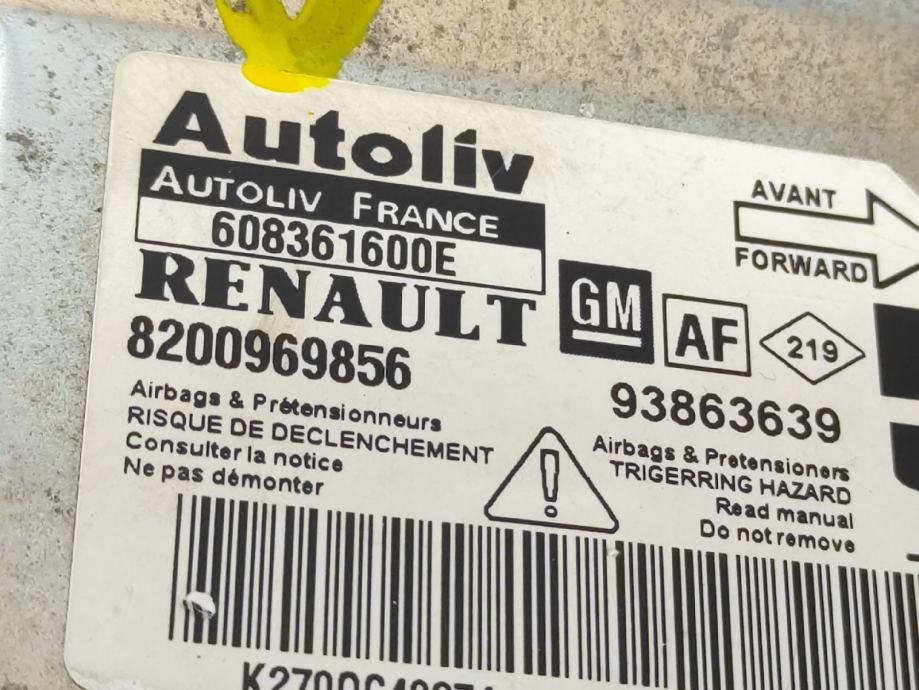 Autoliv
AUTOLIV FRANCE
608361600E
RENAULT
8200969856
Airbags & Prétensionneurs
RISQUE DE DECLENCHEMENT
Consulter la notice
Ne pas démonter
AVANT
FORWARD
GM
AF
219
93863639
Airbags & Pretensioners
TRIGERRING HAZARD
Read manual
Do not remove